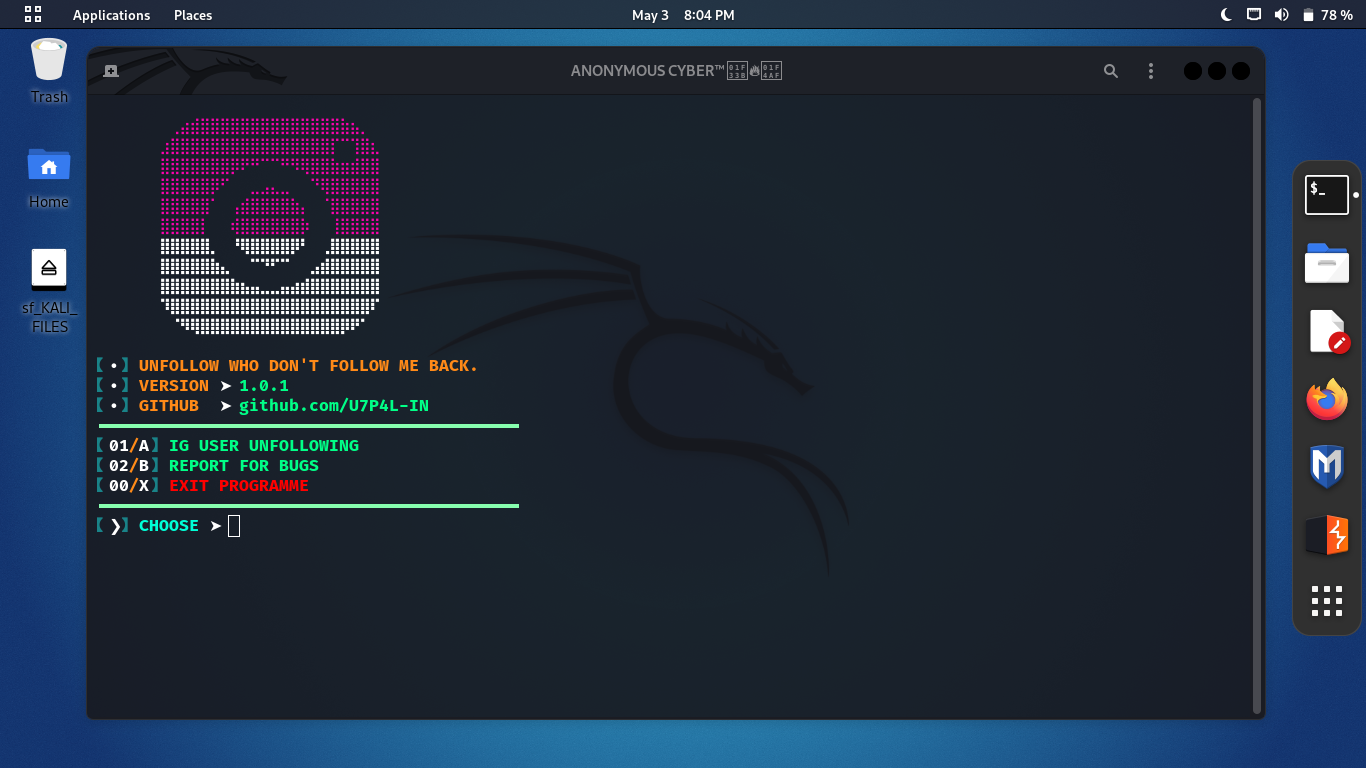 Applications Places May 3 8:04 PM 78 %
ANONYMOUS CYBER™
Trash
Home
sf_KALI_
FILES
$_
【•】UNFOLLOW WHO DON'T FOLLOW ME BACK.
【•】VERSION ➤ 1.0.1
【•】GITHUB ➤ github.com/U7P4L-IN
【01/A】IG USER UNFOLLOWING
【02/B】REPORT FOR BUGS
【00/X】EXIT PROGRAMME
【❯】CHOOSE ➤